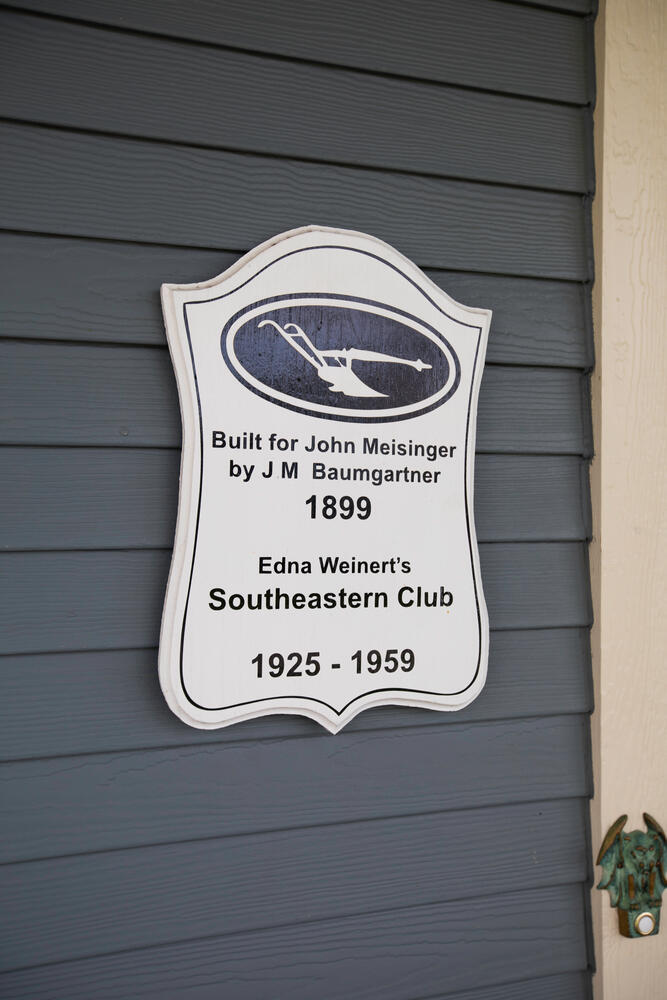 Built for John Meisinger
by J M Baumgartner
1899
Edna Weinert's
Southeastern Club
1925 - 1959